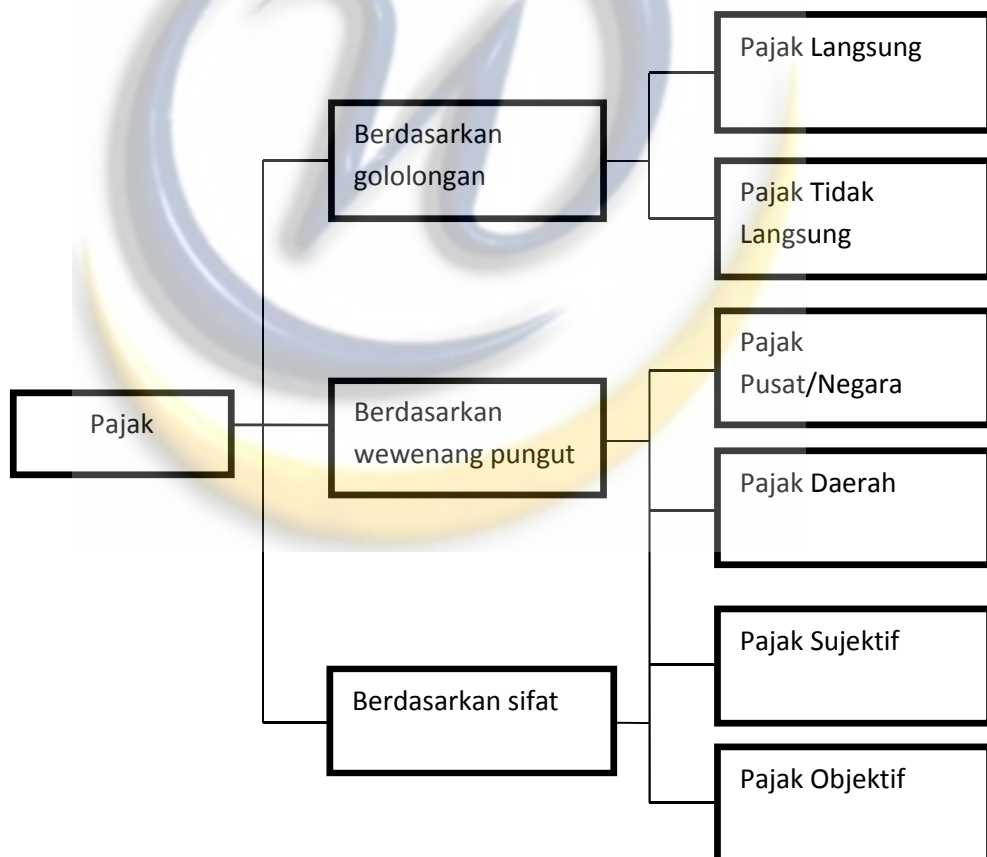 Pajak
Berdasarkan
gololongan
Pajak Langsung
Pajak Tidak
Langsung
Berdasarkan
wewenang pungut
Pajak
Pusat/Negara
Pajak Daerah
Berdasarkan sifat
Pajak Sujektif
Pajak Objektif